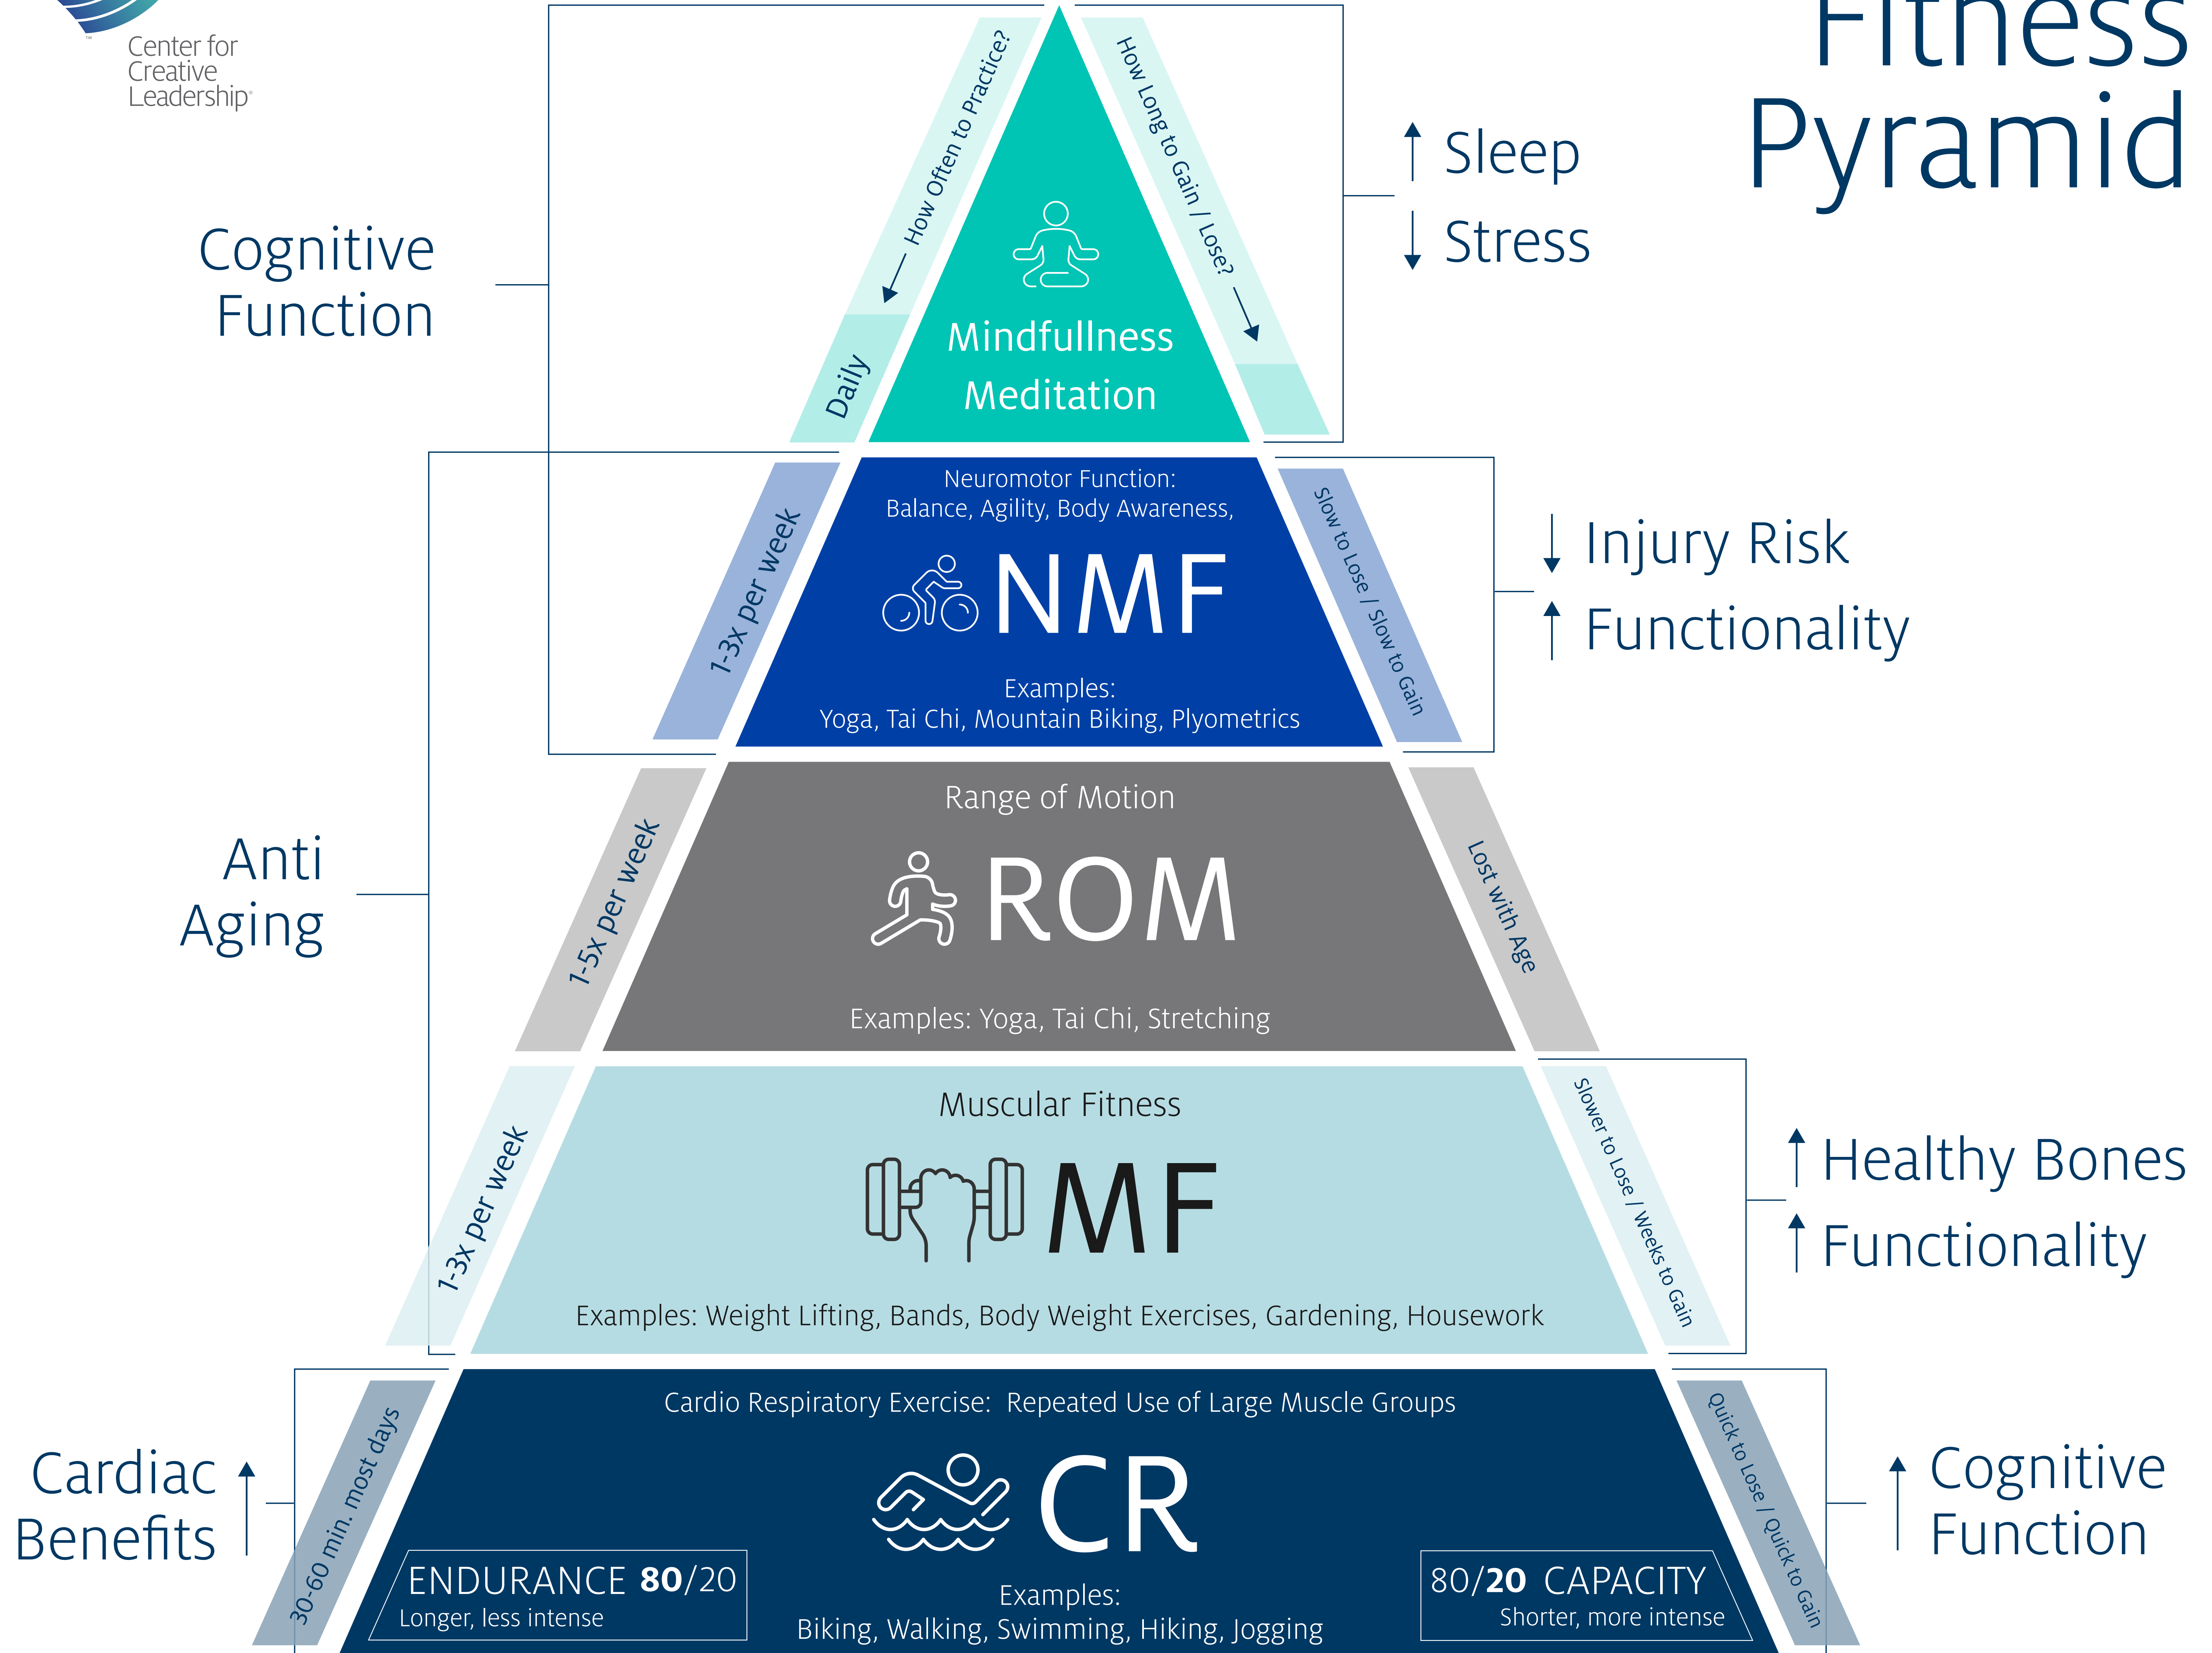 ™
Center for
Creative
Leadership®
Fitness
Pyramid
How Often to Practice?
How Long to Gain / Lose?
Sleep
Stress
Cognitive
Function
Daily
Mindfullness
Meditation
Neuromotor Function:
Balance, Agility, Body Awareness,
NMF
Examples:
Yoga, Tai Chi, Mountain Biking, Plyometrics
1-3x per week
Slow to Lose / Slow to Gain
Injury Risk
Functionality
Anti
Aging
Range of Motion
ROM
Examples: Yoga, Tai Chi, Stretching
1-5x per week
Lost with Age
Muscular Fitness
MF
Examples: Weight Lifting, Bands, Body Weight Exercises, Gardening, Housework
1-3x per week
Slower to Lose / Weeks to Gain
Healthy Bones
Functionality
Cardio Respiratory Exercise: Repeated Use of Large Muscle Groups
CR
Cardiac
Benefits
30-60 min. most days
ENDURANCE 80/20
Longer, less intense
Examples:
Biking, Walking, Swimming, Hiking, Jogging
80/20 CAPACITY
Shorter, more intense
Quick to Lose / Quick to Gain
Cognitive
Function